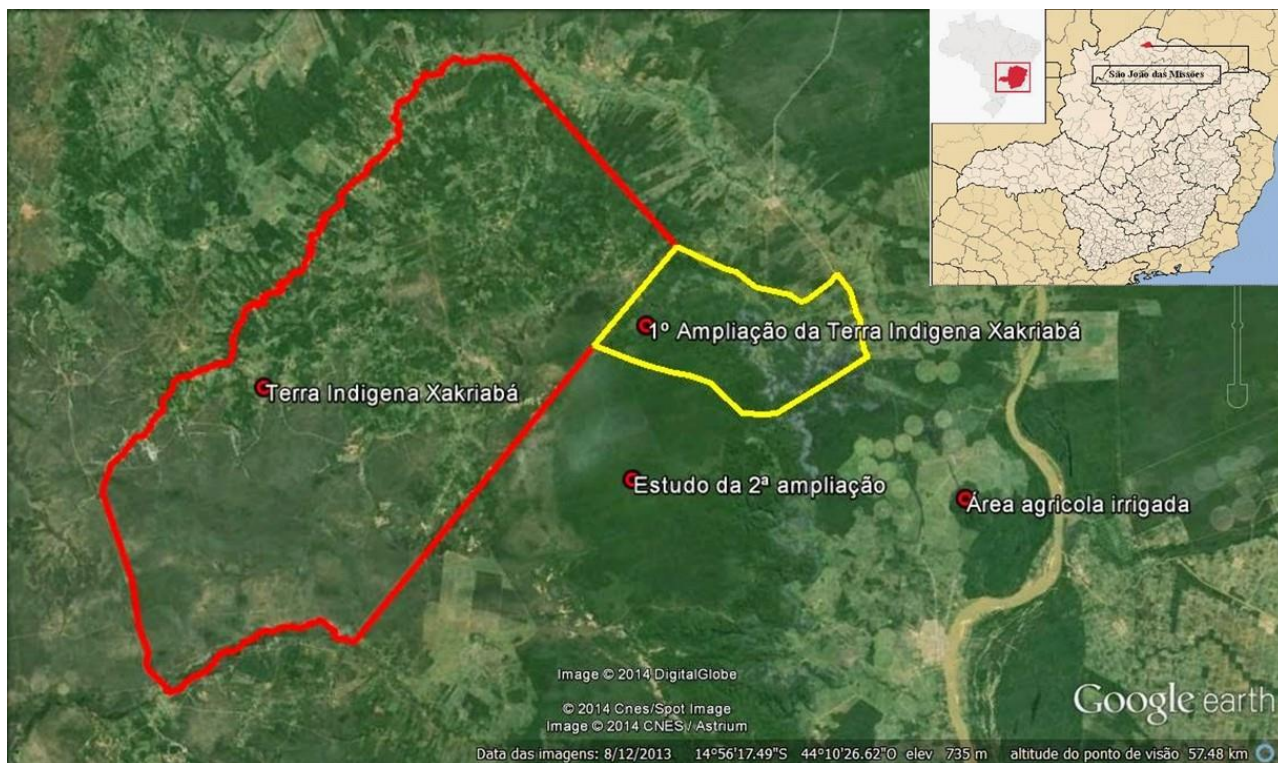 São João das Missões
1º Ampliação da Terra Indigena Xakriabá
Terra Indigena Xakriabá
Estudo da 2ª ampliação
Área agrícola irrigada
Image © 2014 DigitalGlobe
© 2014 Cnes/Spot Image
Image © 2014 CNES / Astrium
Google earth
Data das imagens: 8/12/2013 14°56'17.49"S 44°10'26.62"O elev 735 m altitude do ponto de visão 57.48 km